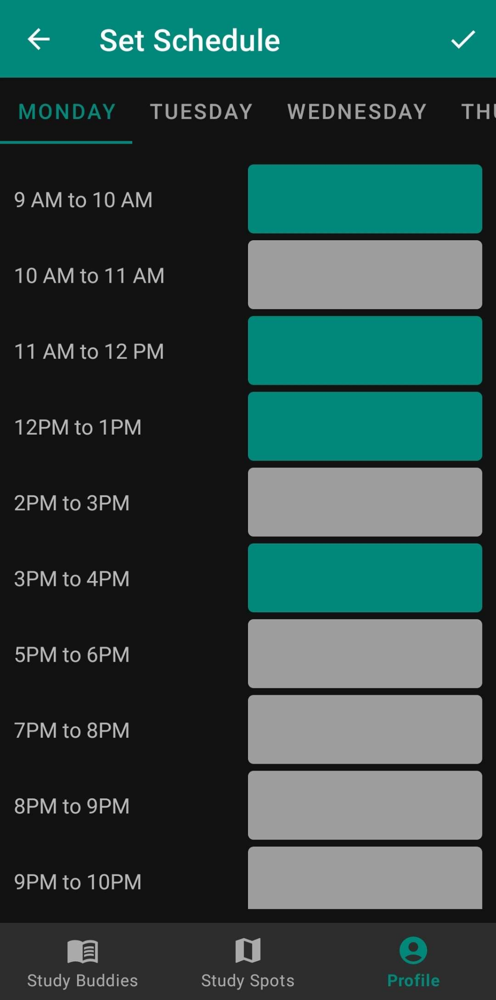 Set Schedule
MONDAY TUESDAY WEDNESDAY THU
9 AM to 10 AM
10 AM to 11 AM
11 AM to 12 PM
12PM to 1PM
2PM to 3PM
3PM to 4PM
5PM to 6PM
7PM to 8PM
8PM to 9PM
9PM to 10PM
Study Buddies Study Spots Profile